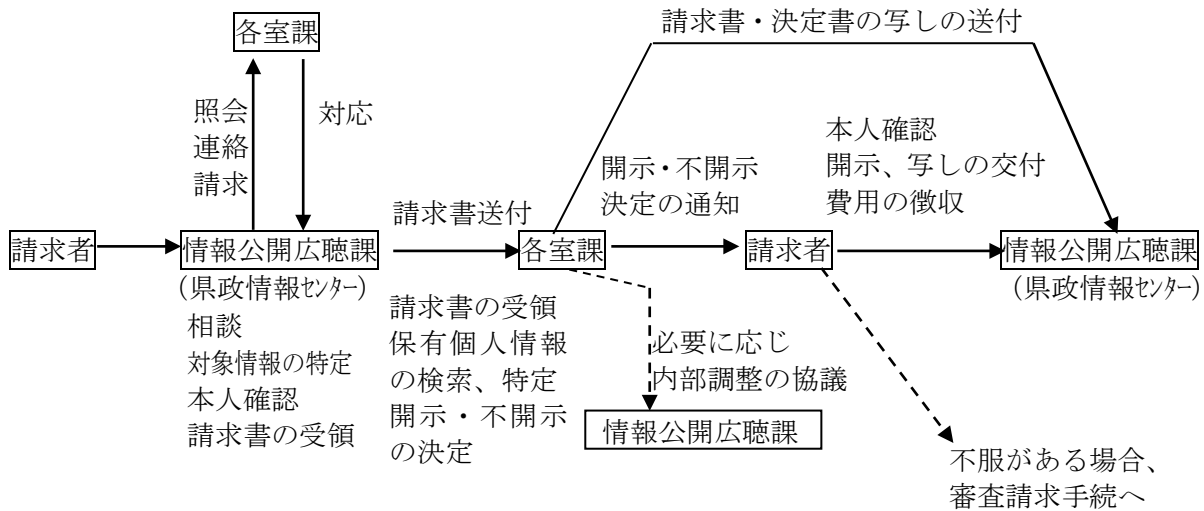 請求書・決定書の写しの送付
各室課
照会
連絡
請求
対応
本人確認
開示、写しの交付
費用の徴収
開示・不開示
決定の通知
請求書送付
請求者
情報公開広聴課
(県政情報ｾﾝﾀｰ)
各室課
請求者
情報公開広聴課
(県政情報ｾﾝﾀｰ)
相談
対象情報の特定
本人確認
請求書の受領
請求書の受領
保有個人情報
の検索、特定
開示・不開示
の決定
必要に応じ
内部調整の協議
情報公開広聴課
不服がある場合、
審査請求手続へ